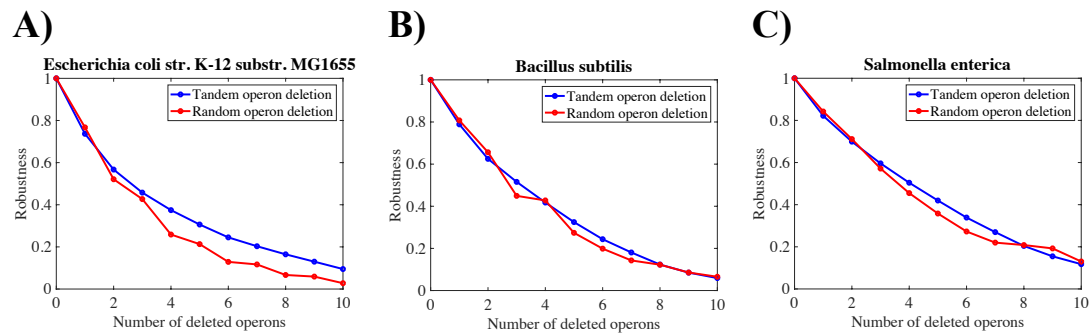 A)
Escherichia coli str. K-12 substr. MG1655
Tandem operon deletion
Random operon deletion
Robustness
1
0.8
0.6
0.4
0.2
0
0 2 4 6 8 10
Number of deleted operons
B)
Bacillus subtilis
Tandem operon deletion
Random operon deletion
Robustness
1
0.8
0.6
0.4
0.2
0
0 2 4 6 8 10
Number of deleted operons
C)
Salmonella enterica
Tandem operon deletion
Random operon deletion
Robustness
1
0.8
0.6
0.4
0.2
0
0 2 4 6 8 10
Number of deleted operons